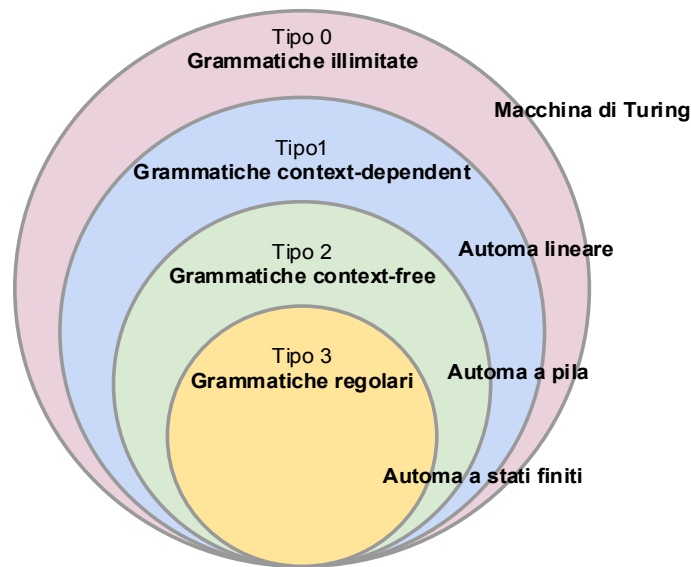 Tipo 0
Grammatiche illimitate
Macchina di Turing
Tipo1
Grammatiche context-dependent
Tipo 2
Automa lineare
Grammatiche context-free
Tipo 3
Automa a pila
Grammatiche regolari
Automa a stati finiti